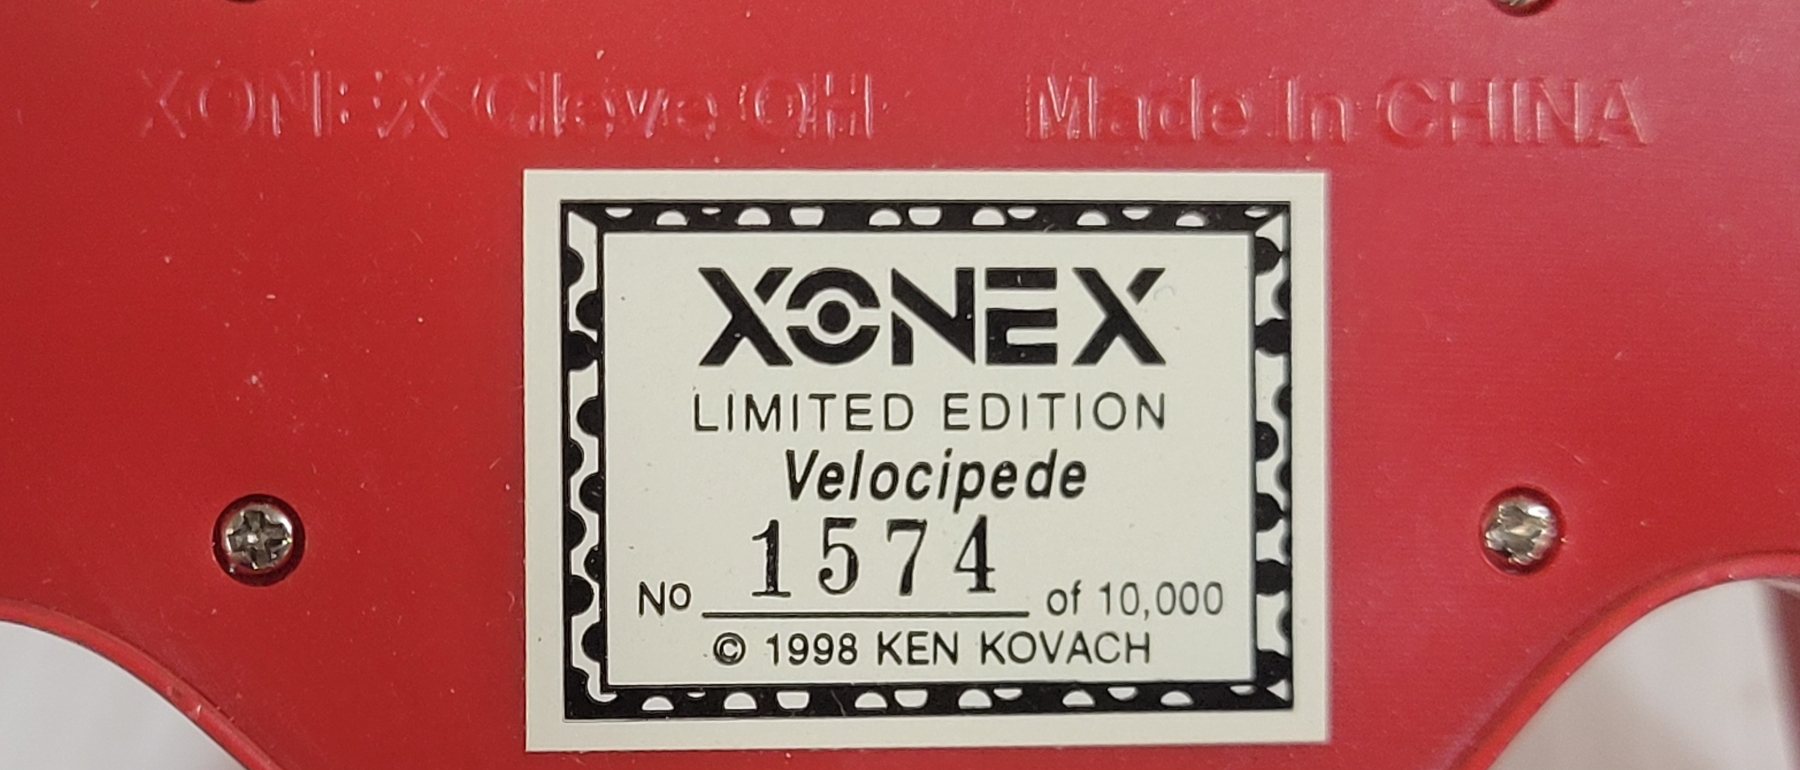 XONEX Cleve OH Made In CHINA
XONEX
LIMITED EDITION
Velocipede
No 1574 of 10,000
© 1998 KEN KOVACH